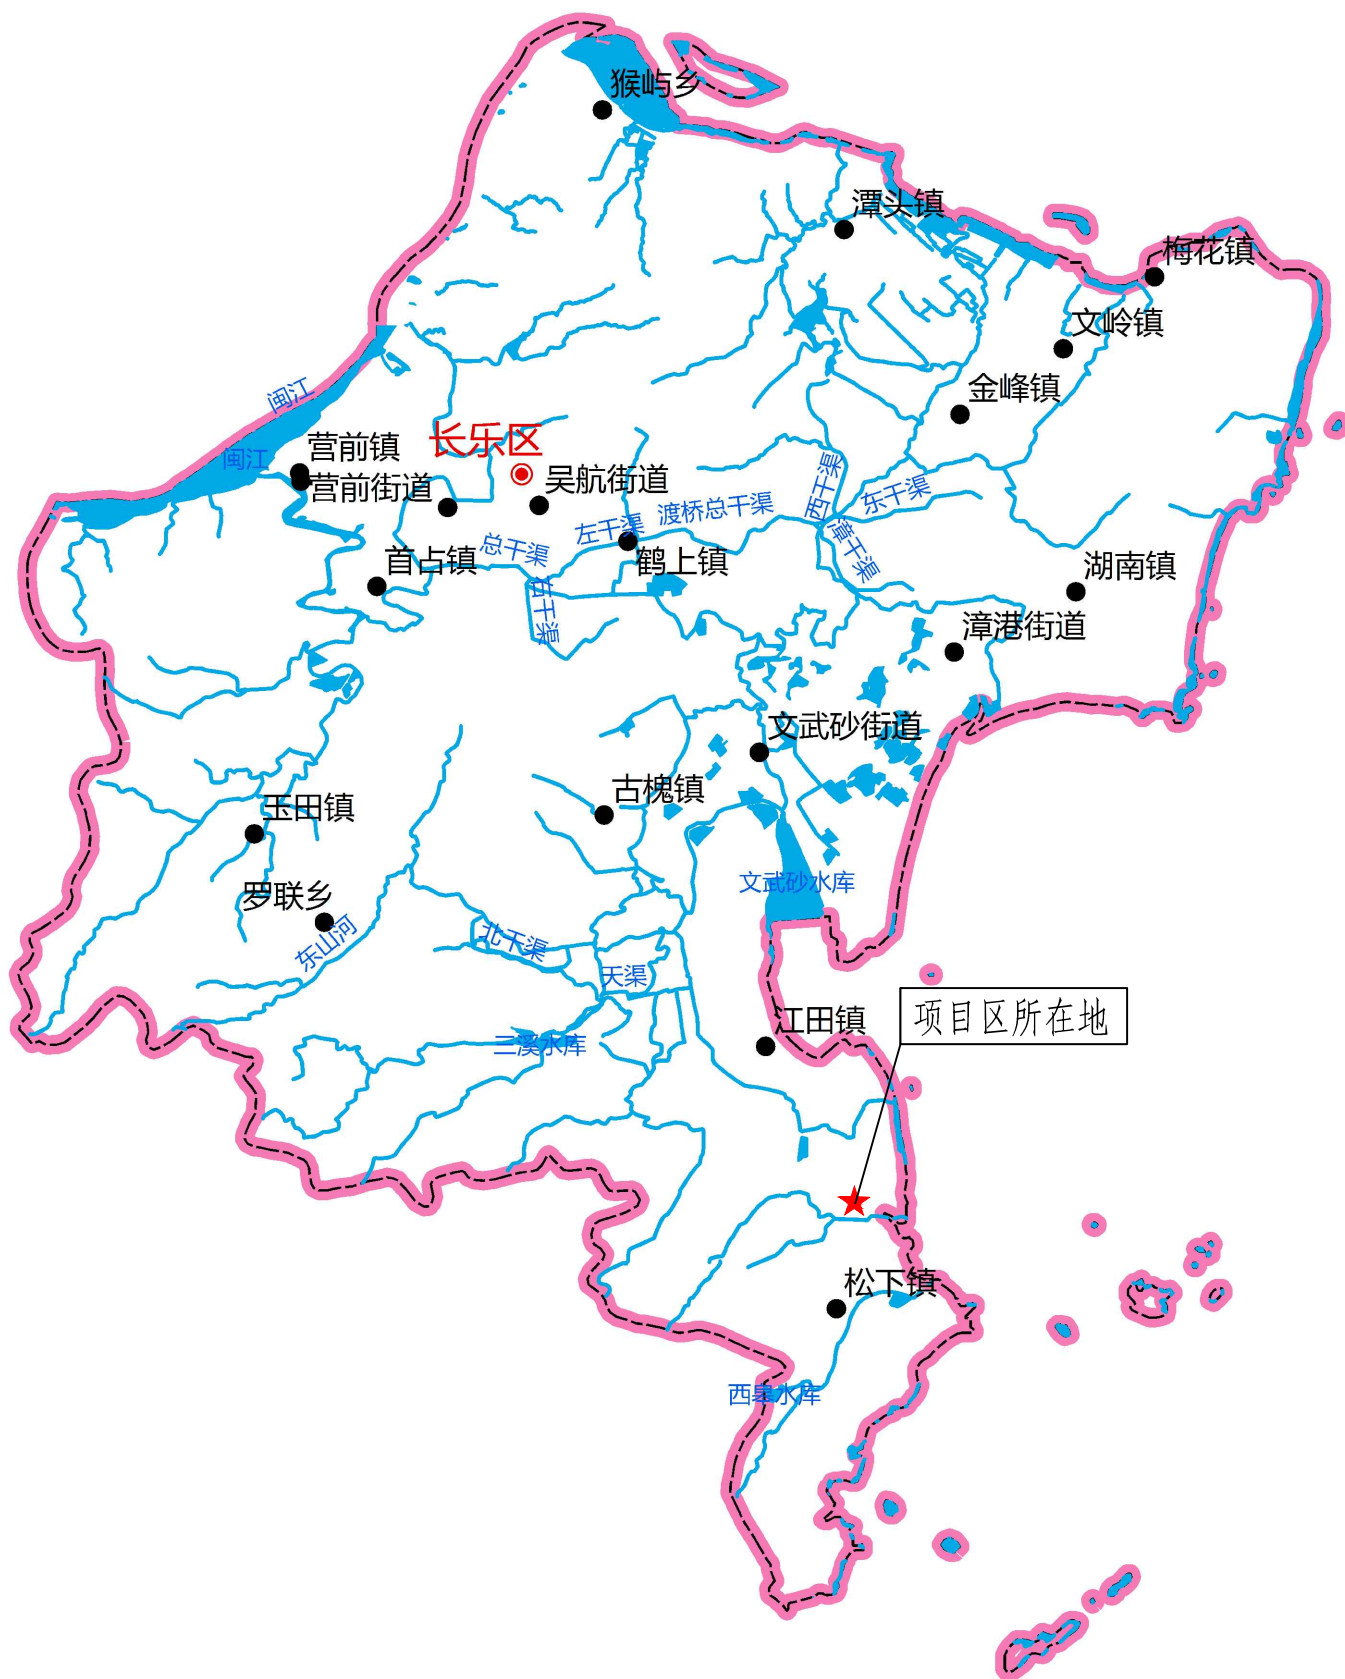 猴屿乡
潭头镇
梅花镇
文岭镇
金峰镇
闽江
闽江
营前镇
营前街道
长乐区
吴航街道
西干渠
东干渠
渡桥总干渠
左干渠
漳干渠
总干渠
首占镇
鹤上镇
右干渠
湖南镇
漳港街道
文武砂街道
古槐镇
玉田镇
文武砂水库
罗联乡
东山河
北干渠
天渠
江田镇
项目区所在地
三溪水库
松下镇
西皋水库